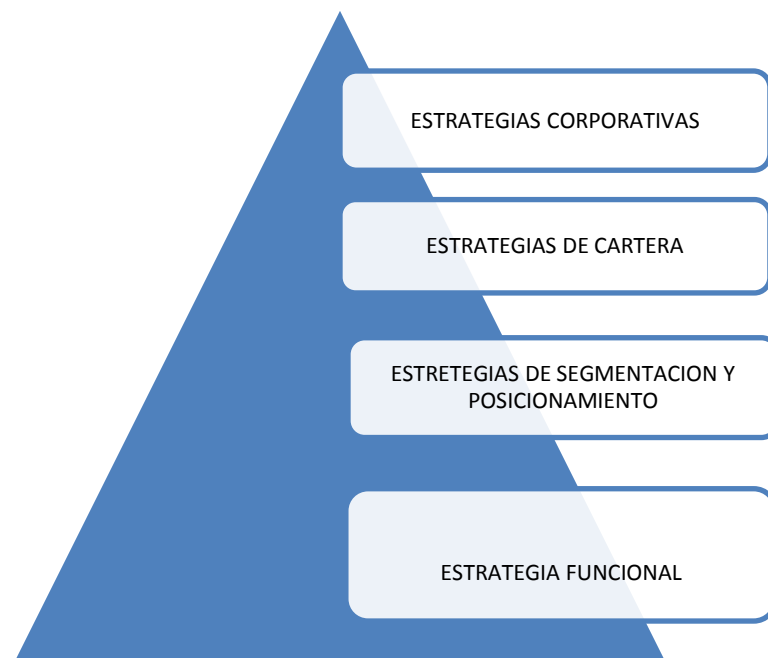 ESTRATEGIAS CORPORATIVAS
ESTRATEGIAS DE CARTERA
ESTRETEGIAS DE SEGMENTACION Y
POSICIONAMIENTO
ESTRATEGIA FUNCIONAL